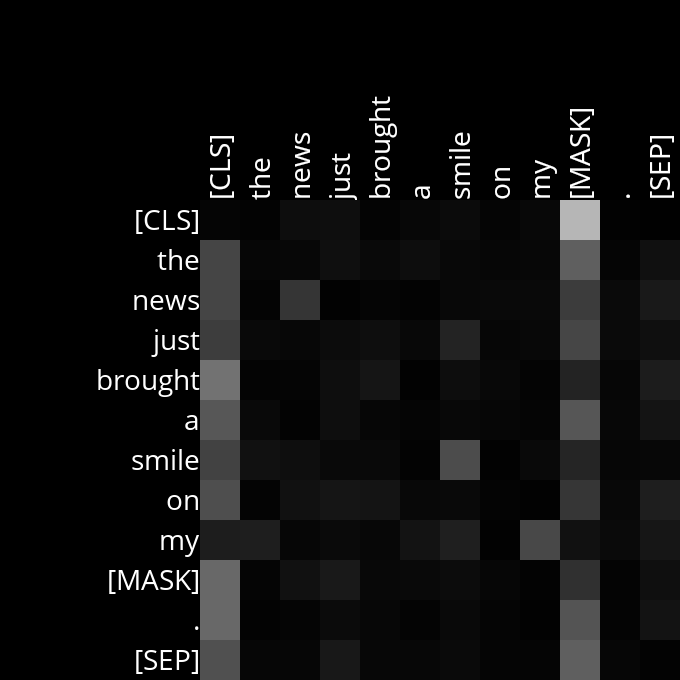 [CLS] the news just brought a smile on my [MASK] . [SEP]
[CLS]
the
news
just
brought
a
smile
on
my
[MASK]
.
[SEP]